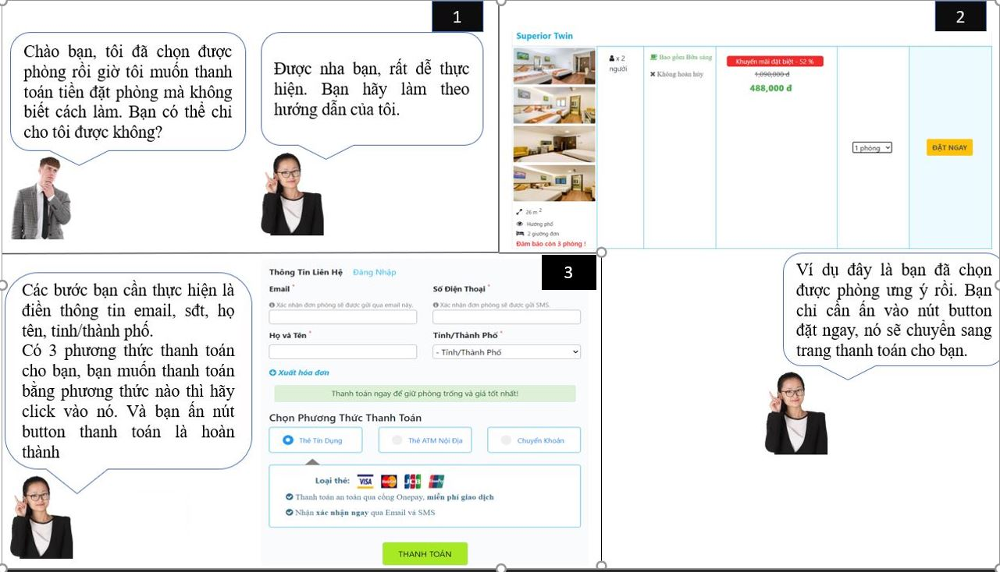 1
Chào bạn, tôi đã chọn được
phòng rồi giờ tôi muốn thanh
toán tiền đặt phòng mà không
biết cách làm. Bạn có thể chỉ
cho tôi được không?
Được nha bạn, rất dễ thực
hiện. Bạn hãy làm theo
hướng dẫn của tôi.
2
Superior Twin
x 2
người
Bao gồm Bữa sáng
Không hoàn hủy
Khuyến mãi đặt biệt - 52 %
1,090,000 đ
488,000 đ
1 phòng
ĐẶT NGAY
26 m 2
Hướng phố
2 giường đơn
Đảm bảo còn 3 phòng !
Ví dụ đây là bạn đã chọn
được phòng ưng ý rồi. Bạn
chỉ cần ấn vào nút button
đặt ngay, nó sẽ chuyển sang
trang thanh toán cho bạn.
3
Các bước bạn cần thực hiện là
điền thông tin email, sđt, họ
tên, tỉnh/thành phố.
Có 3 phương thức thanh toán
cho bạn, bạn muốn thanh toán
bằng phương thức nào thì hãy
click vào nó. Và bạn ấn nút
button thanh toán là hoàn
thành
Thông Tin Liên Hệ Đăng Nhập
Email *
Số Điện Thoại *
Xác nhận đơn phòng sẽ được gửi qua email này.
Xác nhận đơn phòng sẽ được gửi SMS.
Họ và Tên *
Tỉnh/Thành Phố *
- Tỉnh/Thành Phố
Xuất hóa đơn
Thanh toán ngay để giữ phòng trống và giá tốt nhất!
Chọn Phương Thức Thanh Toán
Thẻ Tín Dụng
Thẻ ATM Nội Địa
Chuyển Khoản
Loại thẻ: VISA MasterCard JCB UnionPay
Thanh toán an toàn qua cổng Onepay, miễn phí giao dịch
Nhận xác nhận ngay qua Email và SMS
THANH TOÁN